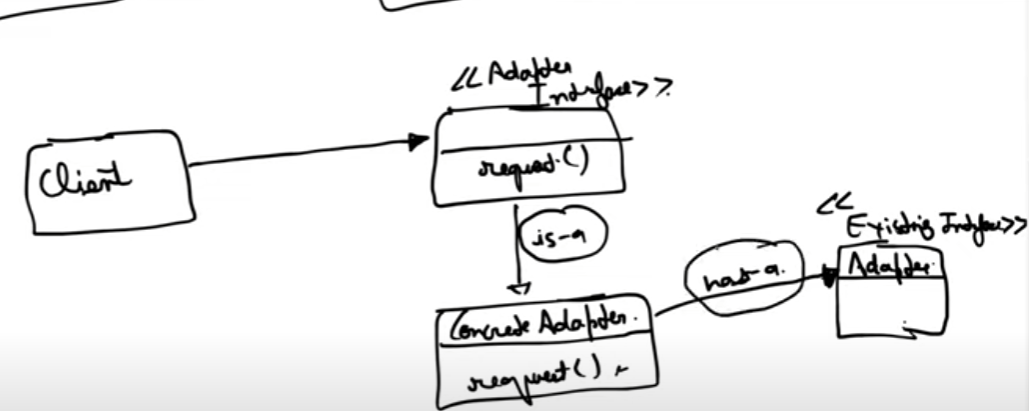 <<Adapter
Interface>>
request()
Client
is-a
<<
Existing Interface>>
has-a
Adapter
Concrete Adapter
request()